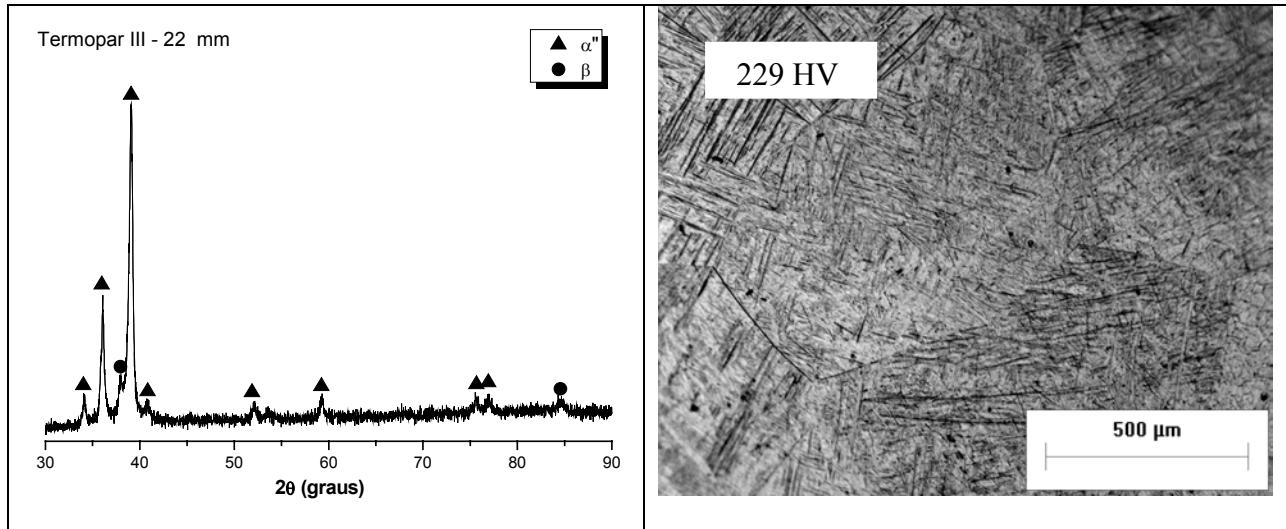 Termopar III - 22 mm
▲ α"
● β
30 40 50 60 70 80 90
2θ (graus)
229 HV
500 µm